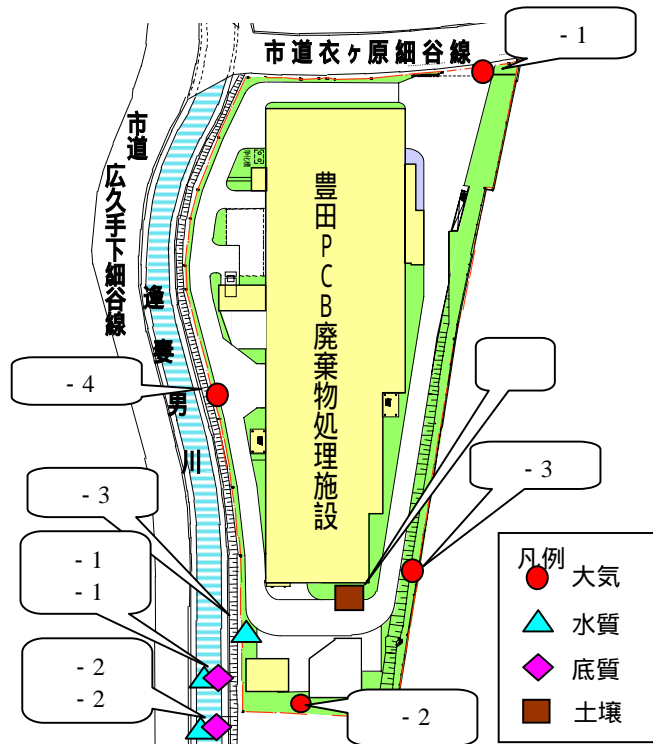 - 1
市道衣ヶ原細谷線
市道
広久手下細谷線
逢妻男川
豊田PCB廃棄物処理施設
- 4
- 3
- 3
- 1
- 1
- 2
- 2
- 2
凡例
大気
水質
底質
土壌